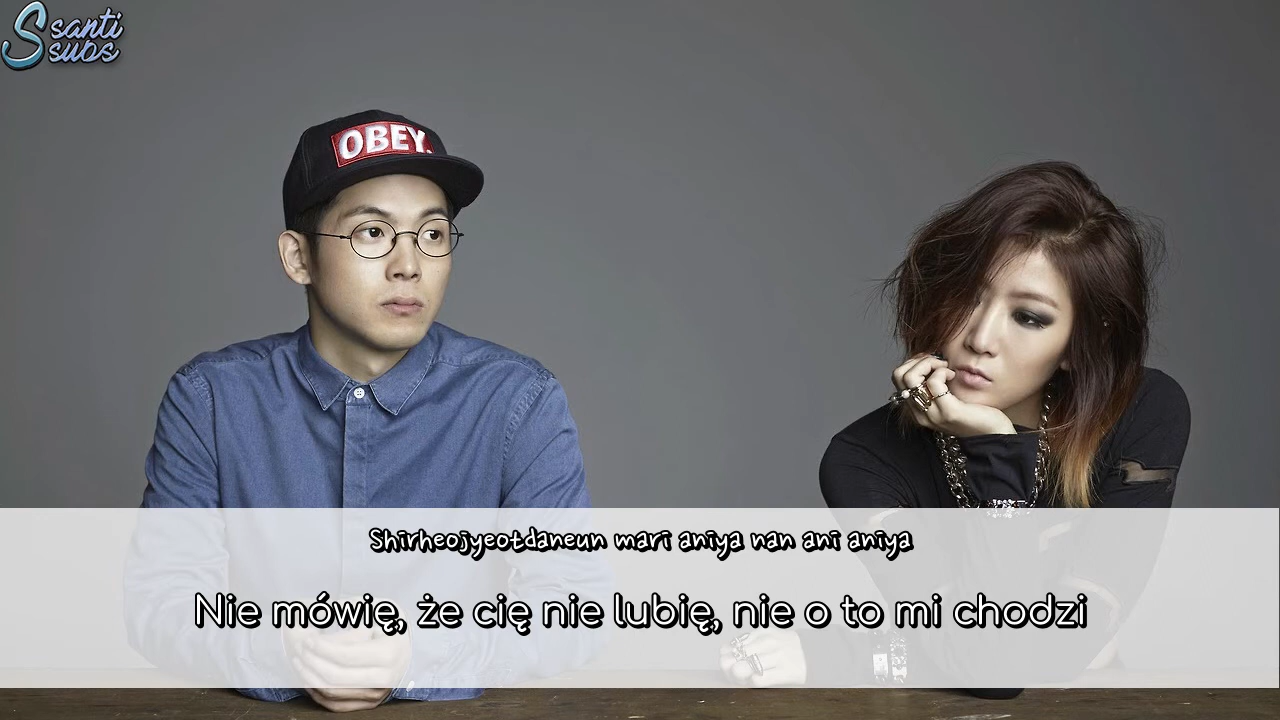 Ssanti
subs
OBEY.
Shirheojyeotdaneun mari aniya nan ani aniya
Nie mówię, że cię nie lubię, nie o to mi chodzi